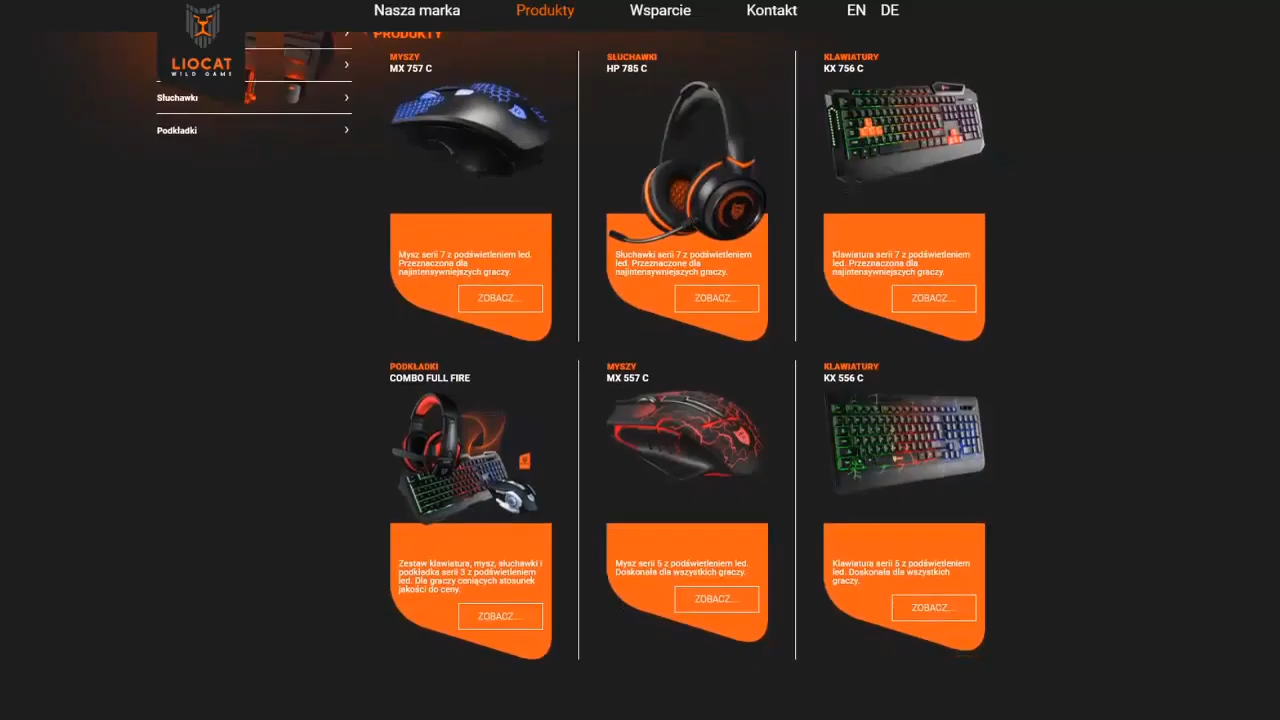 Nasza marka
Produkty
Wsparcie
Kontakt
EN
DE
LIOCAT
WILD GAME
PRODUKTY
Słuchawki
Podkładki
MYSZY
MX 757 C
Mysz serii 7 z podświetleniem led.
Przeznaczona dla
najintensywniejszych graczy.
ZOBACZ...
SŁUCHAWKI
HP 785 C
Słuchawki serii 7 z podświetleniem
led. Przeznaczone dla
najintensywniejszych graczy.
ZOBACZ...
KLAWIATURY
KX 756 C
Klawiatura serii 7 z podświetleniem
led. Przeznaczona dla
najintensywniejszych graczy.
ZOBACZ...
PODKŁADKI
COMBO FULL FIRE
Zestaw klawiatura, mysz, słuchawki i
podkładka serii 3 z podświetleniem
led. Dla graczy ceniących stosunek
jakości do ceny.
ZOBACZ...
MYSZY
MX 557 C
Mysz serii 5 z podświetleniem led.
Doskonała dla wszystkich graczy.
ZOBACZ...
KLAWIATURY
KX 556 C
Klawiatura serii 5 z podświetleniem
led. Doskonała dla wszystkich
graczy.
ZOBACZ...